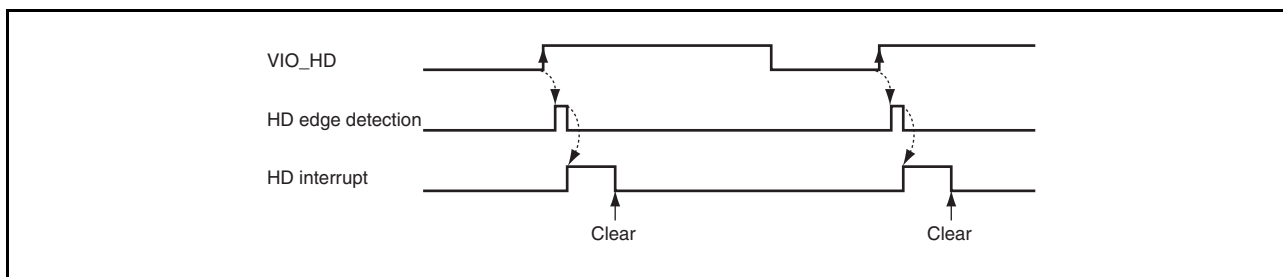 VIO_HD
HD edge detection
HD interrupt
Clear Clear